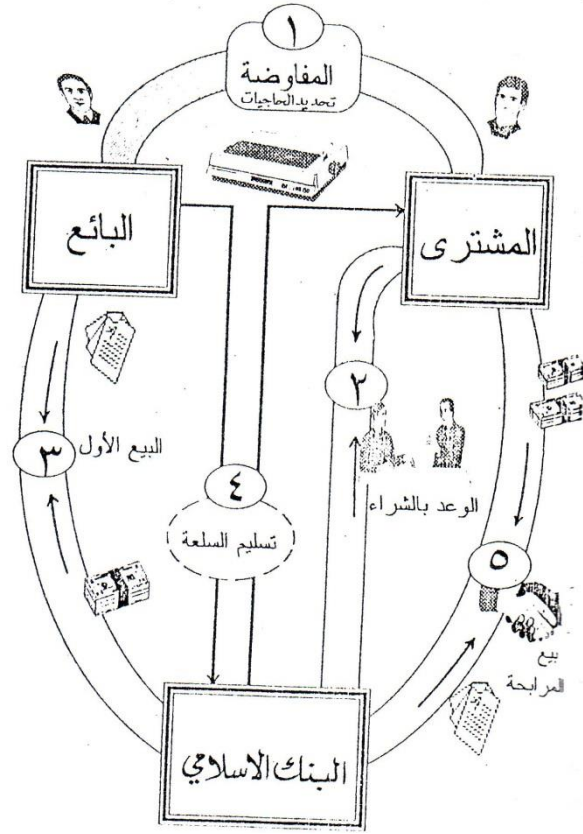 ١
المفاوضة
تحديد الحاجيات
البائع
المشترى
٢
الوعد بالشراء
٣
البيع الأول
٤
تسليم السلعة
٥
بيع
المرابحة
البنك الاسلامي